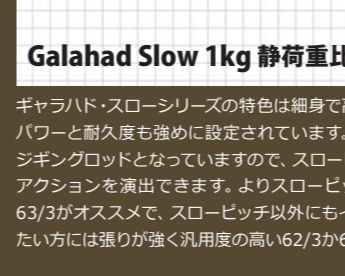 Galahad Slow 1kg 静荷重比
ギャラハド・スローシリーズの特色は細身で
パワーと耐久度も強めに設定されています。
ジギングロッドとなっていますので、スロー
アクションを演出できます。よりスローピッ
63/3がオススメで、スローピッチ以外にも
たい方には張りが強く汎用度の高い62/3か